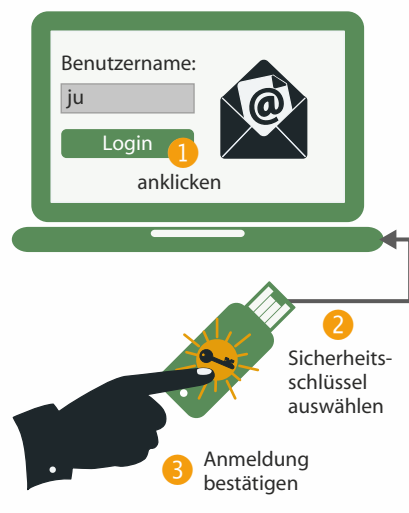 Benutzername:
ju
Login
1
anklicken
@
2
Sicherheits-
schlüssel
auswählen
3 Anmeldung
bestätigen